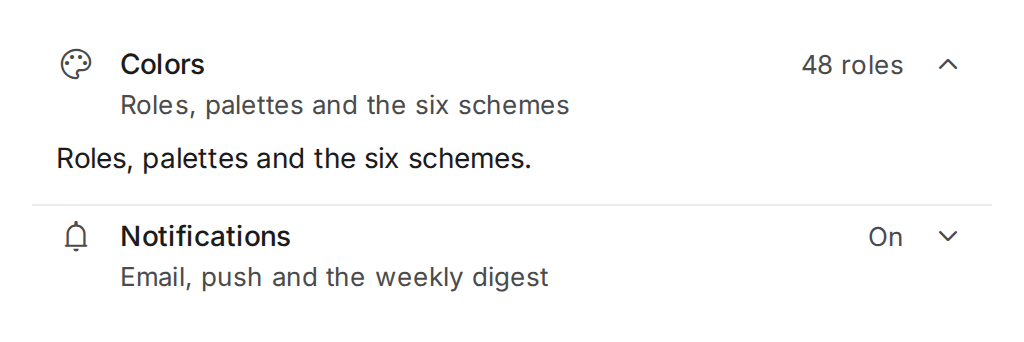 Colors
48 roles
Roles, palettes and the six schemes
Roles, palettes and the six schemes.
Notifications
On
Email, push and the weekly digest